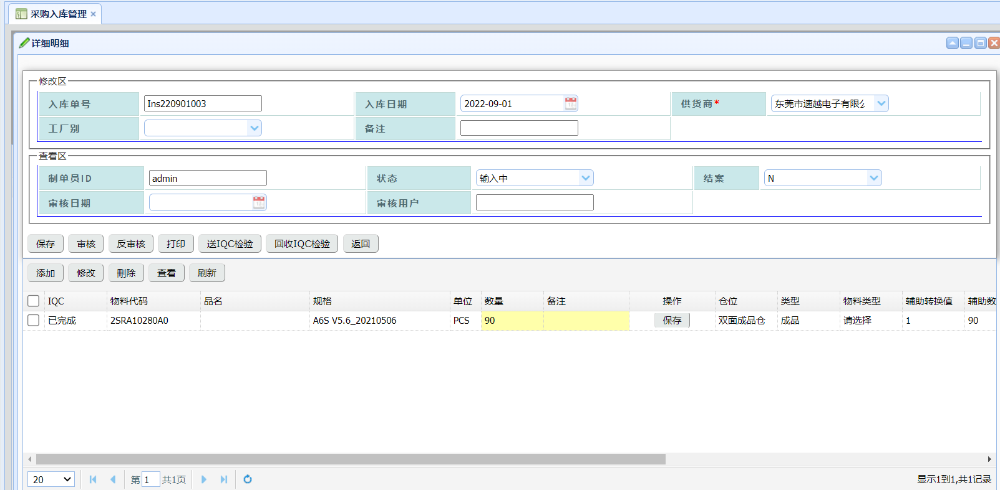 采购入库管理
详细明细
修改区
入库单号 Ins220901003 入库日期 2022-09-01 供货商* 东莞市速越电子有限公
工厂别 备注
查看区
制单员ID admin 状态 输入中 结案 N
审核日期 审核用户
保存 审核 反审核 打印 送IQC检验 回收IQC检验 返回
添加 修改 刪除 查看 刷新
IQC 物料代码 品名 规格 单位 数量 备注 操作 仓位 类型 物料类型 辅助转换值 辅助数
已完成 2SRA10280A0 A6S V5.6_20210506 PCS 90 保存 双面成品仓 成品 请选择 1 90
20 第 1 共1页 显示1到1,共1记录